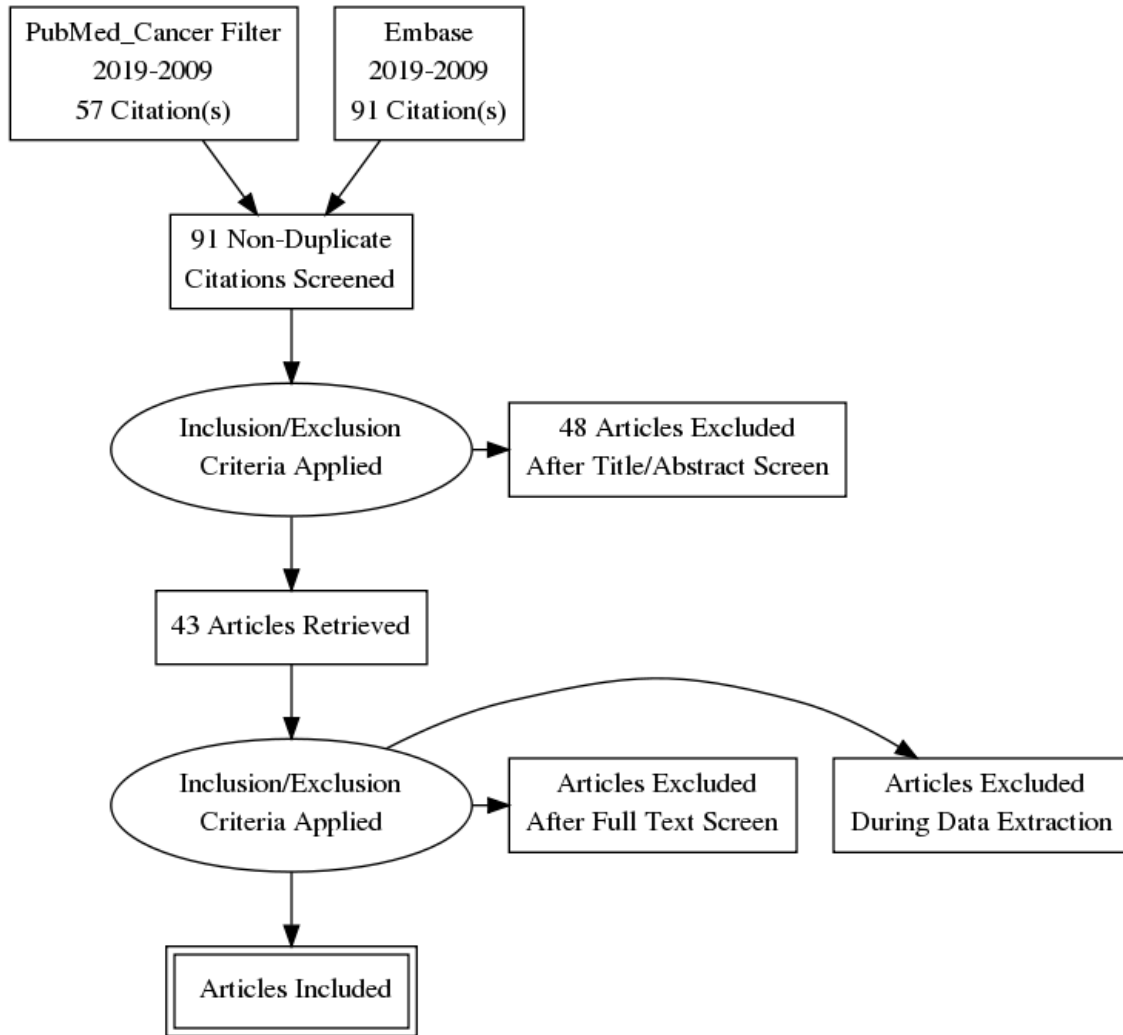 PubMed_Cancer Filter
2019-2009
57 Citation(s)
Embase
2019-2009
91 Citation(s)
91 Non-Duplicate
Citations Screened
Inclusion/Exclusion
Criteria Applied
48 Articles Excluded
After Title/Abstract Screen
43 Articles Retrieved
Inclusion/Exclusion
Criteria Applied
Articles Excluded
After Full Text Screen
Articles Excluded
During Data Extraction
Articles Included